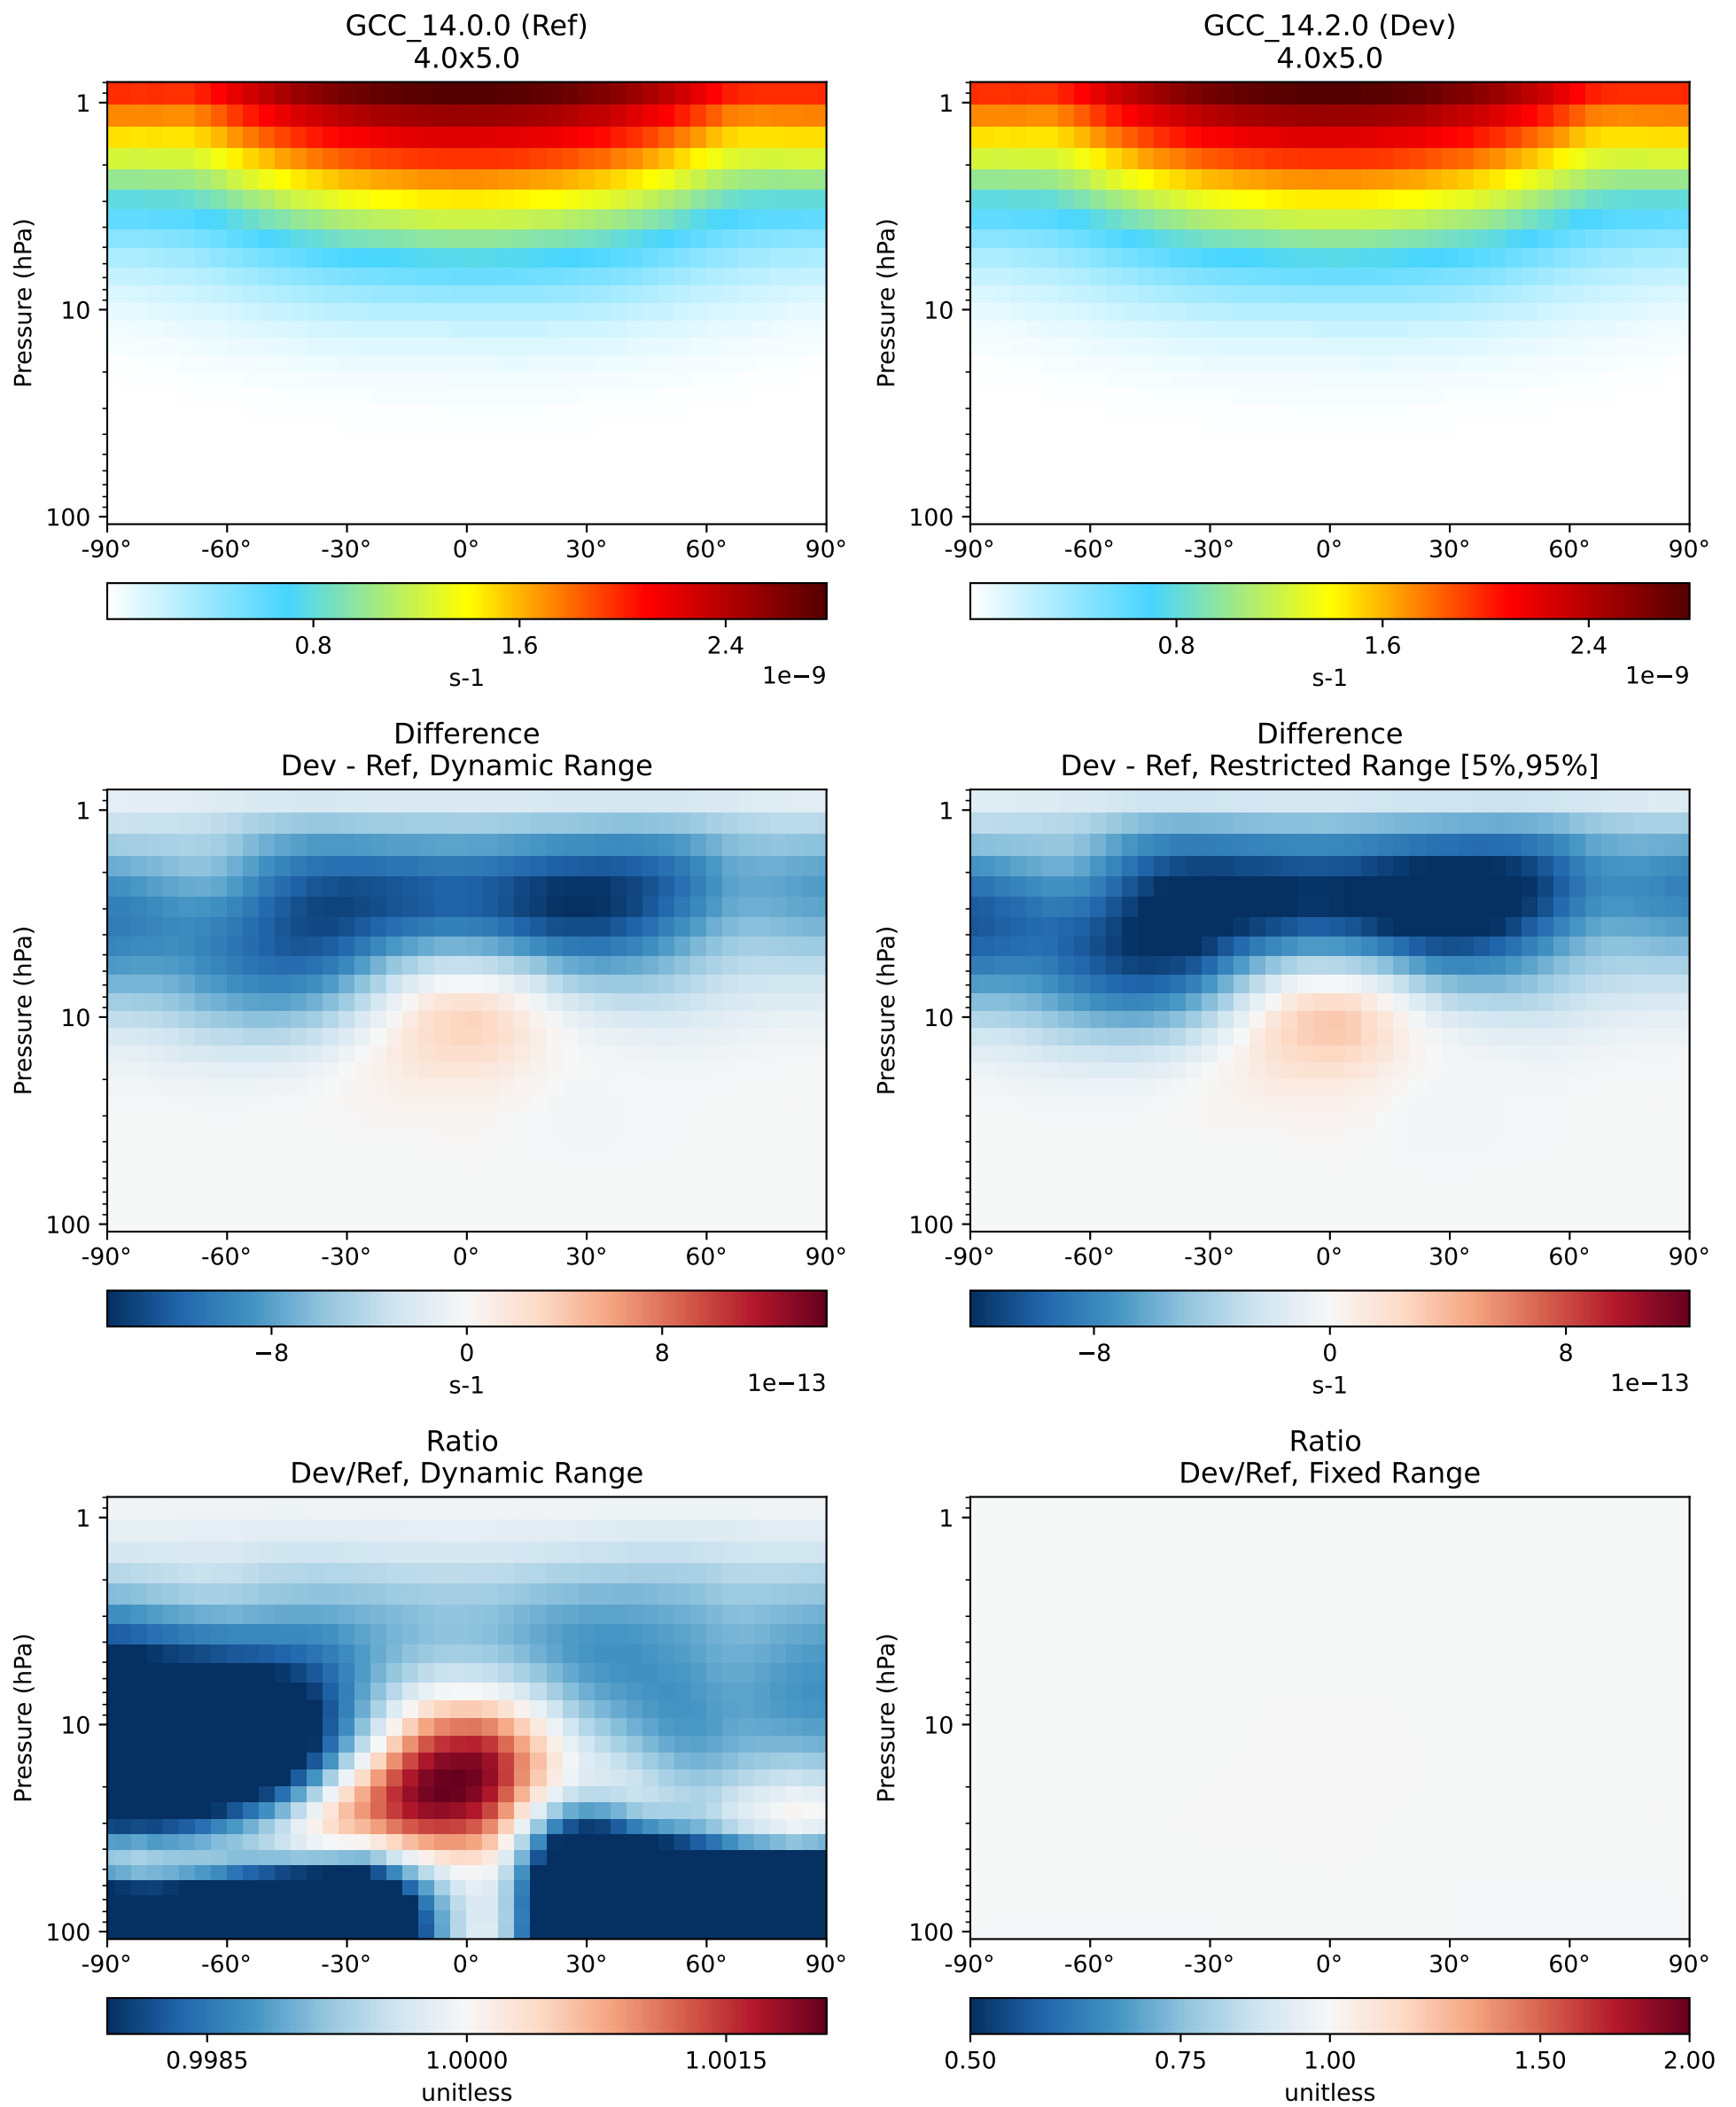 GCC_14.0.0 (Ref)
4.0x5.0
GCC_14.2.0 (Dev)
4.0x5.0
Pressure (hPa)
1
10
100
-90° -60° -30° 0° 30° 60° 90°
Pressure (hPa)
1
10
100
-90° -60° -30° 0° 30° 60° 90°
0.8 1.6 2.4
s-1 1e−9
0.8 1.6 2.4
s-1 1e−9
Difference
Dev - Ref, Dynamic Range
Difference
Dev - Ref, Restricted Range [5%,95%]
Pressure (hPa)
1
10
100
-90° -60° -30° 0° 30° 60° 90°
Pressure (hPa)
1
10
100
-90° -60° -30° 0° 30° 60° 90°
−8 0 8
s-1 1e−13
−8 0 8
s-1 1e−13
Ratio
Dev/Ref, Dynamic Range
Ratio
Dev/Ref, Fixed Range
Pressure (hPa)
1
10
100
-90° -60° -30° 0° 30° 60° 90°
Pressure (hPa)
1
10
100
-90° -60° -30° 0° 30° 60° 90°
0.9985 1.0000 1.0015
unitless
0.50 0.75 1.00 1.50 2.00
unitless